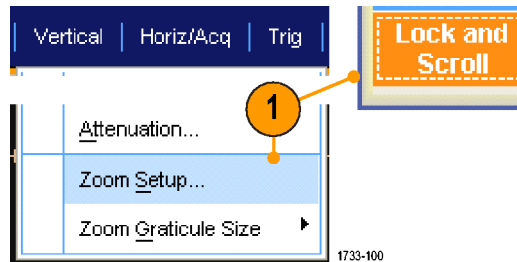 Vertical | Horiz/Acq | Trig
Lock and
Scroll
1
Attenuation...
Zoom Setup...
Zoom Graticule Size
1733-100